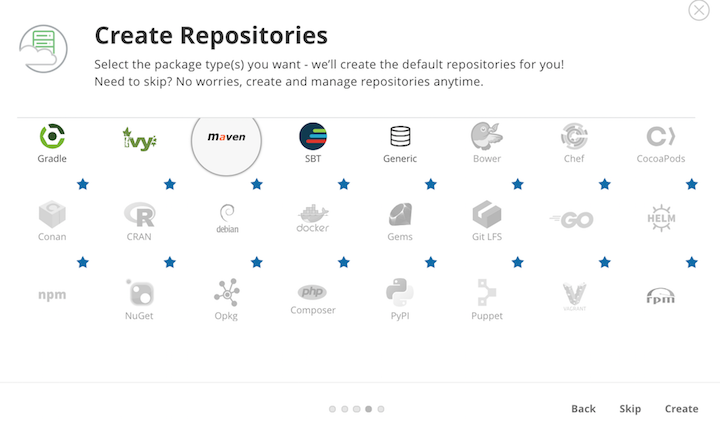 Create Repositories
Select the package type(s) you want - we'll create the default repositories for you!
Need to skip? No worries, create and manage repositories anytime.
ivy
maven
Gradle
SBT
Generic
Bower
Chef
CocoaPods
debian
docker
GO
HELM
Conan
CRAN
Gems
Git LFS
npm
php
rpm
VAGRANT
NuGet
Opkg
Composer
PyPI
Puppet
Back
Skip
Create